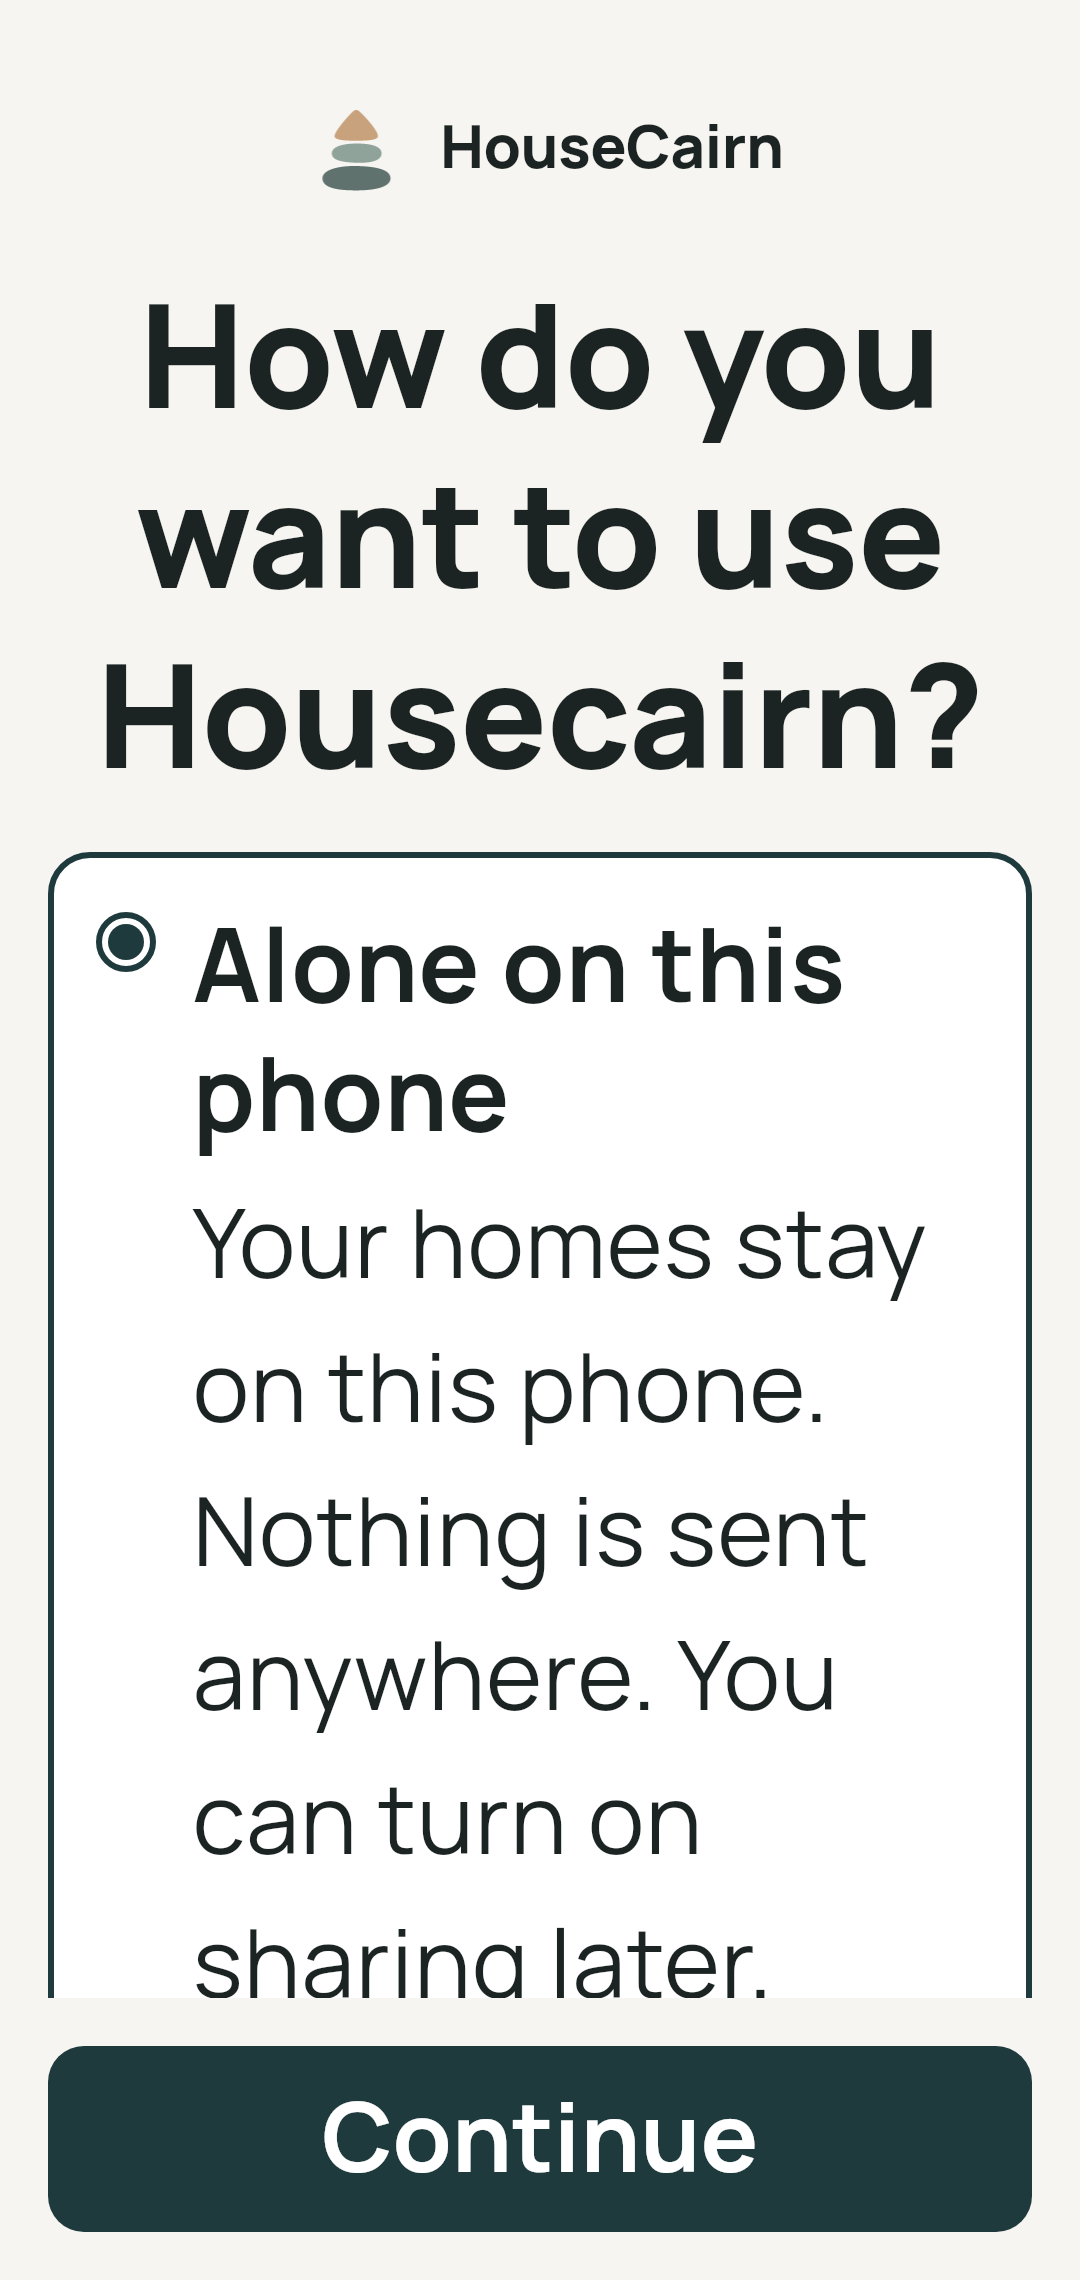 HouseCairn
How do you
want to use
Housecairn?
Alone on this
phone
Your homes stay
on this phone.
Nothing is sent
anywhere. You
can turn on
sharing later.
Continue